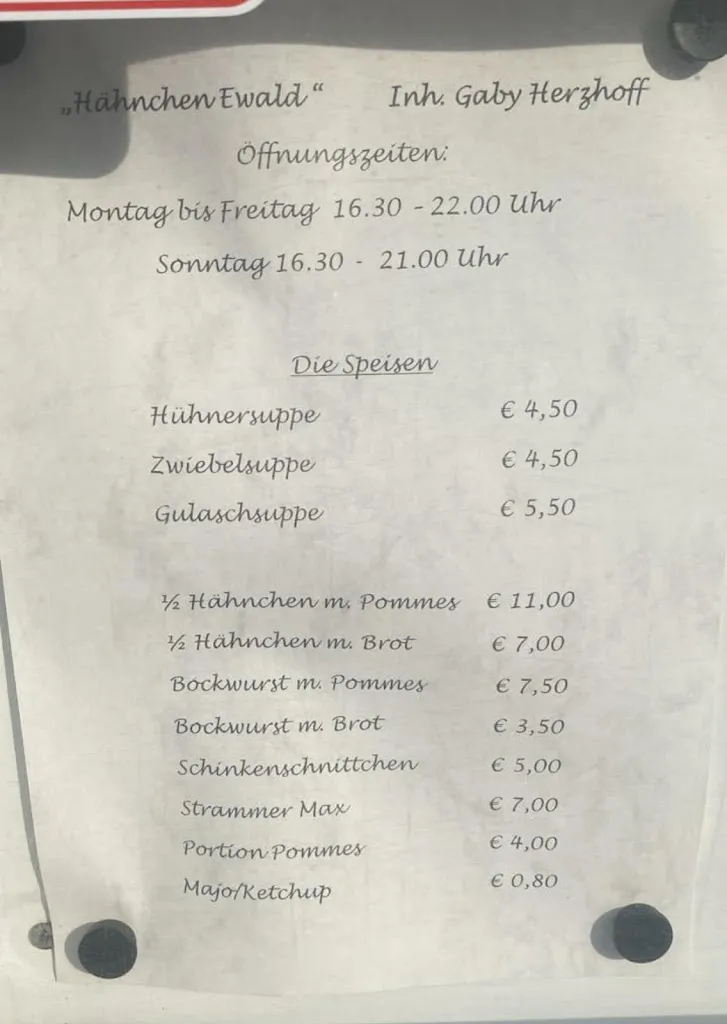 „Hähnchen Ewald“ Inh. Gaby Herzhoff
Öffnungszeiten:
Montag bis Freitag 16.30 - 22.00 Uhr
Sonntag 16.30 - 21.00 Uhr
Die Speisen
Hühnersuppe € 4,50
Zwiebelsuppe € 4,50
Gulaschsuppe € 5,50
½ Hähnchen m. Pommes € 11,00
½ Hähnchen m. Brot € 7,00
Bockwurst m. Pommes € 7,50
Bockwurst m. Brot € 3,50
Schinkenschnittchen € 5,00
Strammer Max € 7,00
Portion Pommes € 4,00
Majo/Ketchup € 0,80